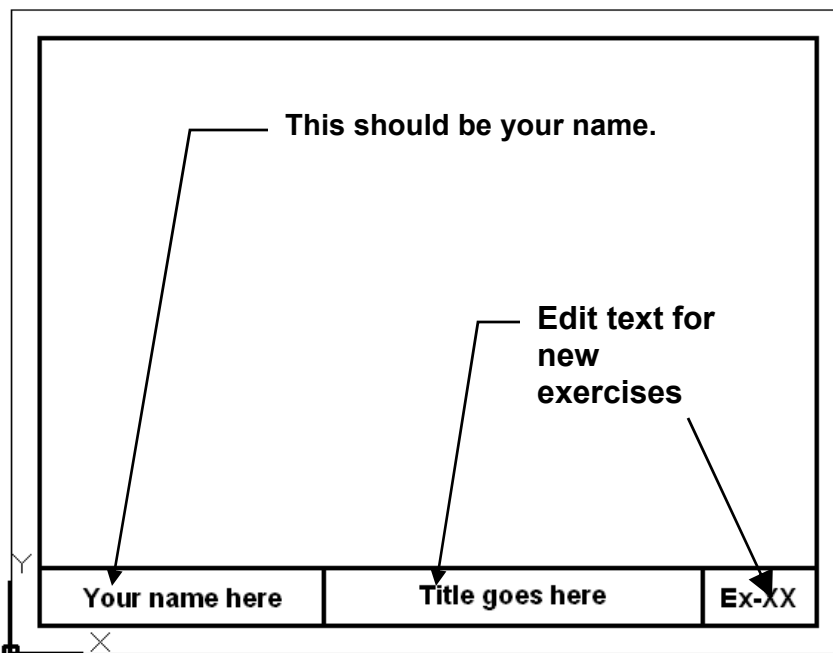 This should be your name.
Edit text for
new
exercises
Y
Your name here
Title goes here
Ex-XX
X